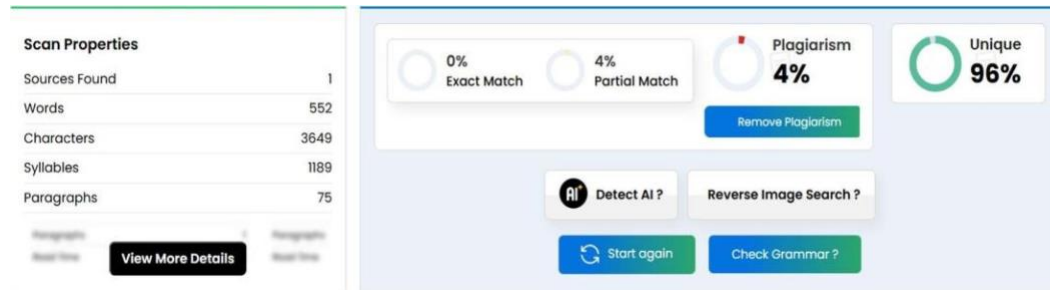 Scan Properties
Sources Found 1
Words 552
Characters 3649
Syllables 1189
Paragraphs 75
View More Details
0%
Exact Match
4%
Partial Match
Plagiarism
4%
Remove Plagiarism
Unique
96%
AI Detect AI ?
Reverse Image Search ?
Start again
Check Grammar ?